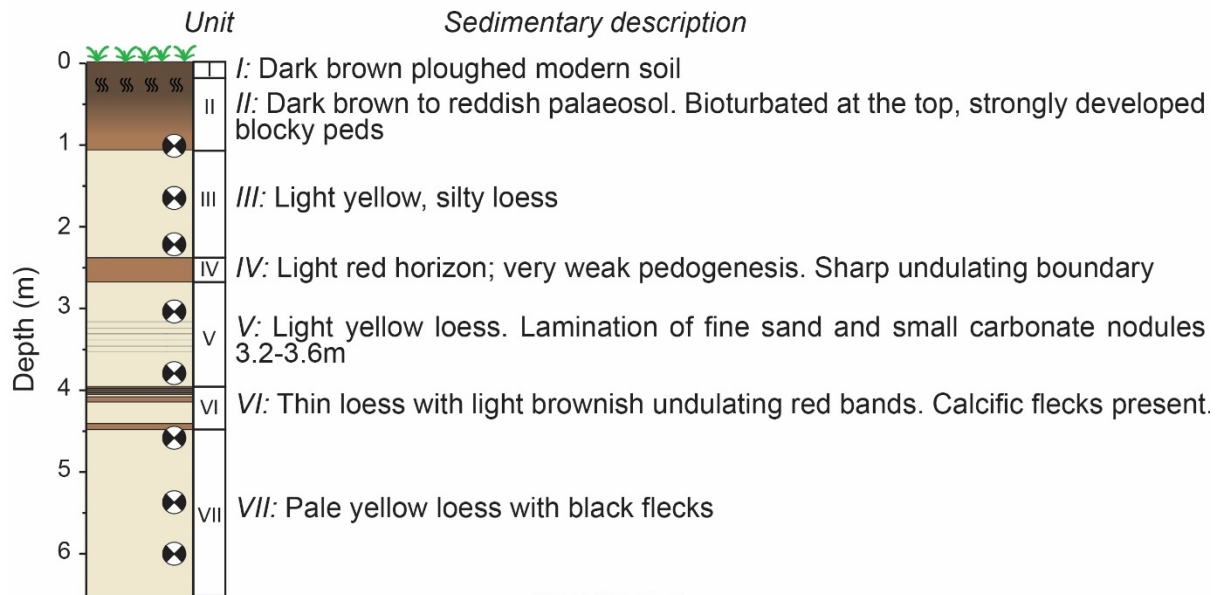 Unit Sedimentary description
0
I I: Dark brown ploughed modern soil
II II: Dark brown to reddish palaeosol. Bioturbated at the top, strongly developed
blocky peds
1
III III: Light yellow, silty loess
2
IV IV: Light red horizon; very weak pedogenesis. Sharp undulating boundary
Depth (m)
3
V V: Light yellow loess. Lamination of fine sand and small carbonate nodules
3.2-3.6m
4
VI VI: Thin loess with light brownish undulating red bands. Calcific flecks present.
5
VII VII: Pale yellow loess with black flecks
6